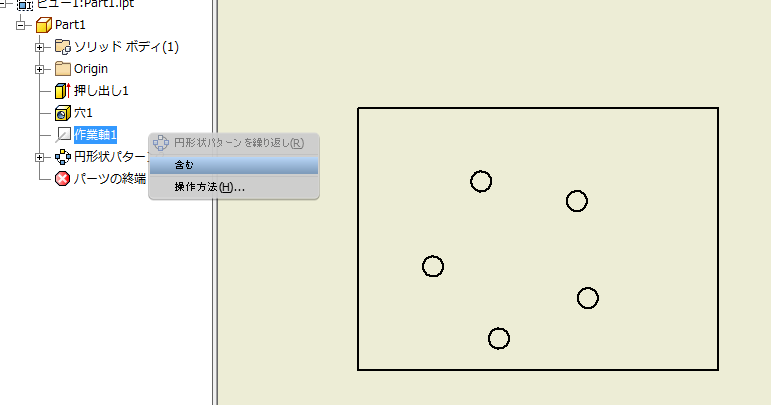 ビュー1:Part1.ipt
Part1
ソリッド ボディ(1)
Origin
押し出し1
穴1
作業軸1
円形状パター
パーツの終端
円形状パターンを繰り返し(R)
含む
操作方法(H)...